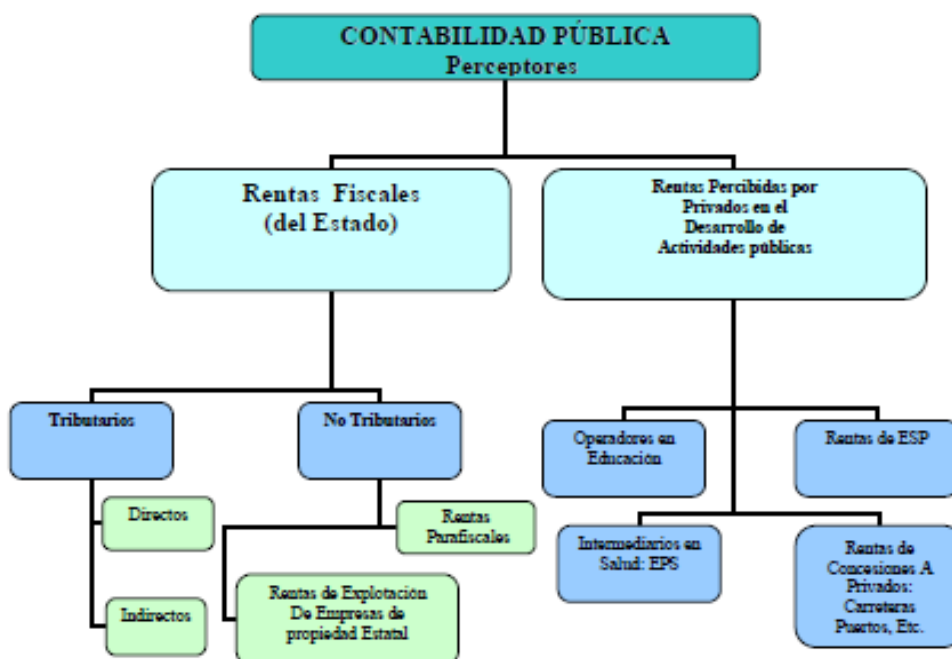 CONTABILIDAD PÚBLICA
Perceptores
Rentas Fiscales
(del Estado)
Rentas Percibidas por
Privados en el
Desarrollo de
Actividades públicas
Tributarios
No Tributarios
Operadores en
Educación
Rentas de ESP
Directos
Rentas
Parafiscales
Intermediarios en
Salud: EPS
Rentas de
Concesiones A
Privados:
Carreteras
Puertos, Etc.
Indirectos
Rentas de Explotación
De Empresas de
propiedad Estatal